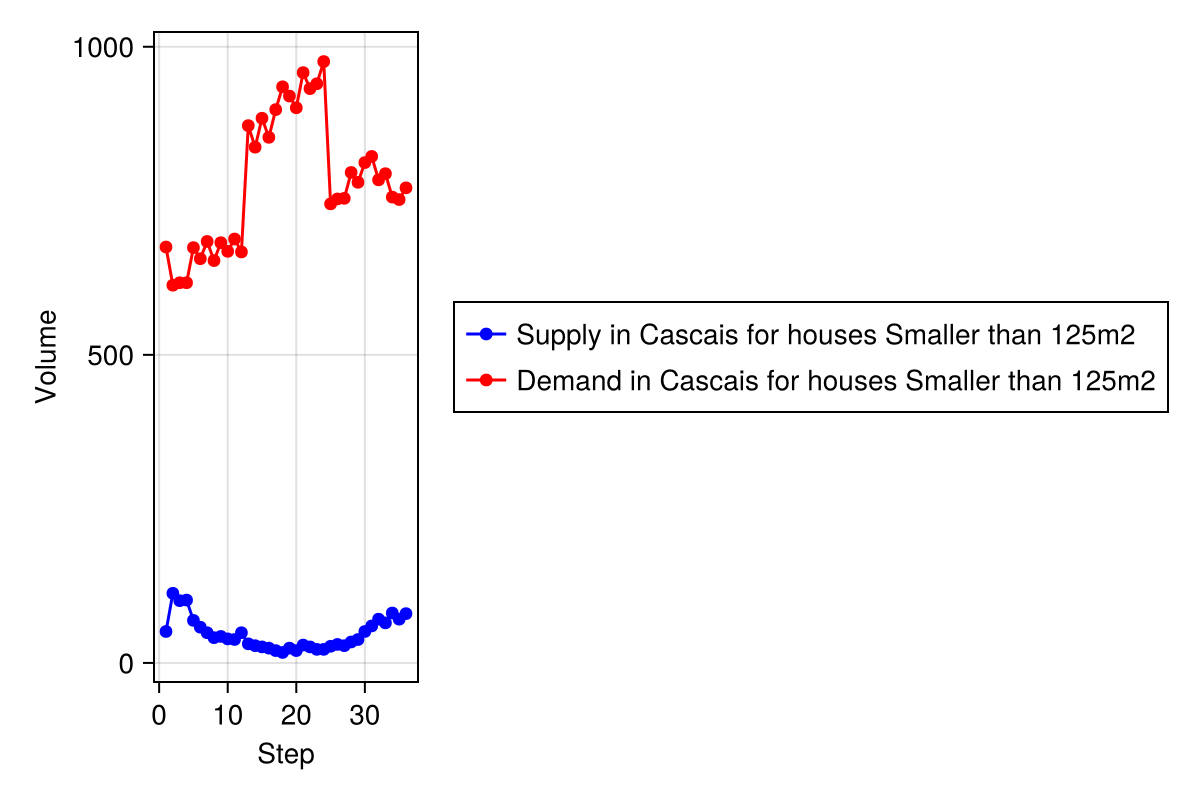 1000
500
0
Volume
0 10 20 30
Step
Supply in Cascais for houses Smaller than 125m2
Demand in Cascais for houses Smaller than 125m2